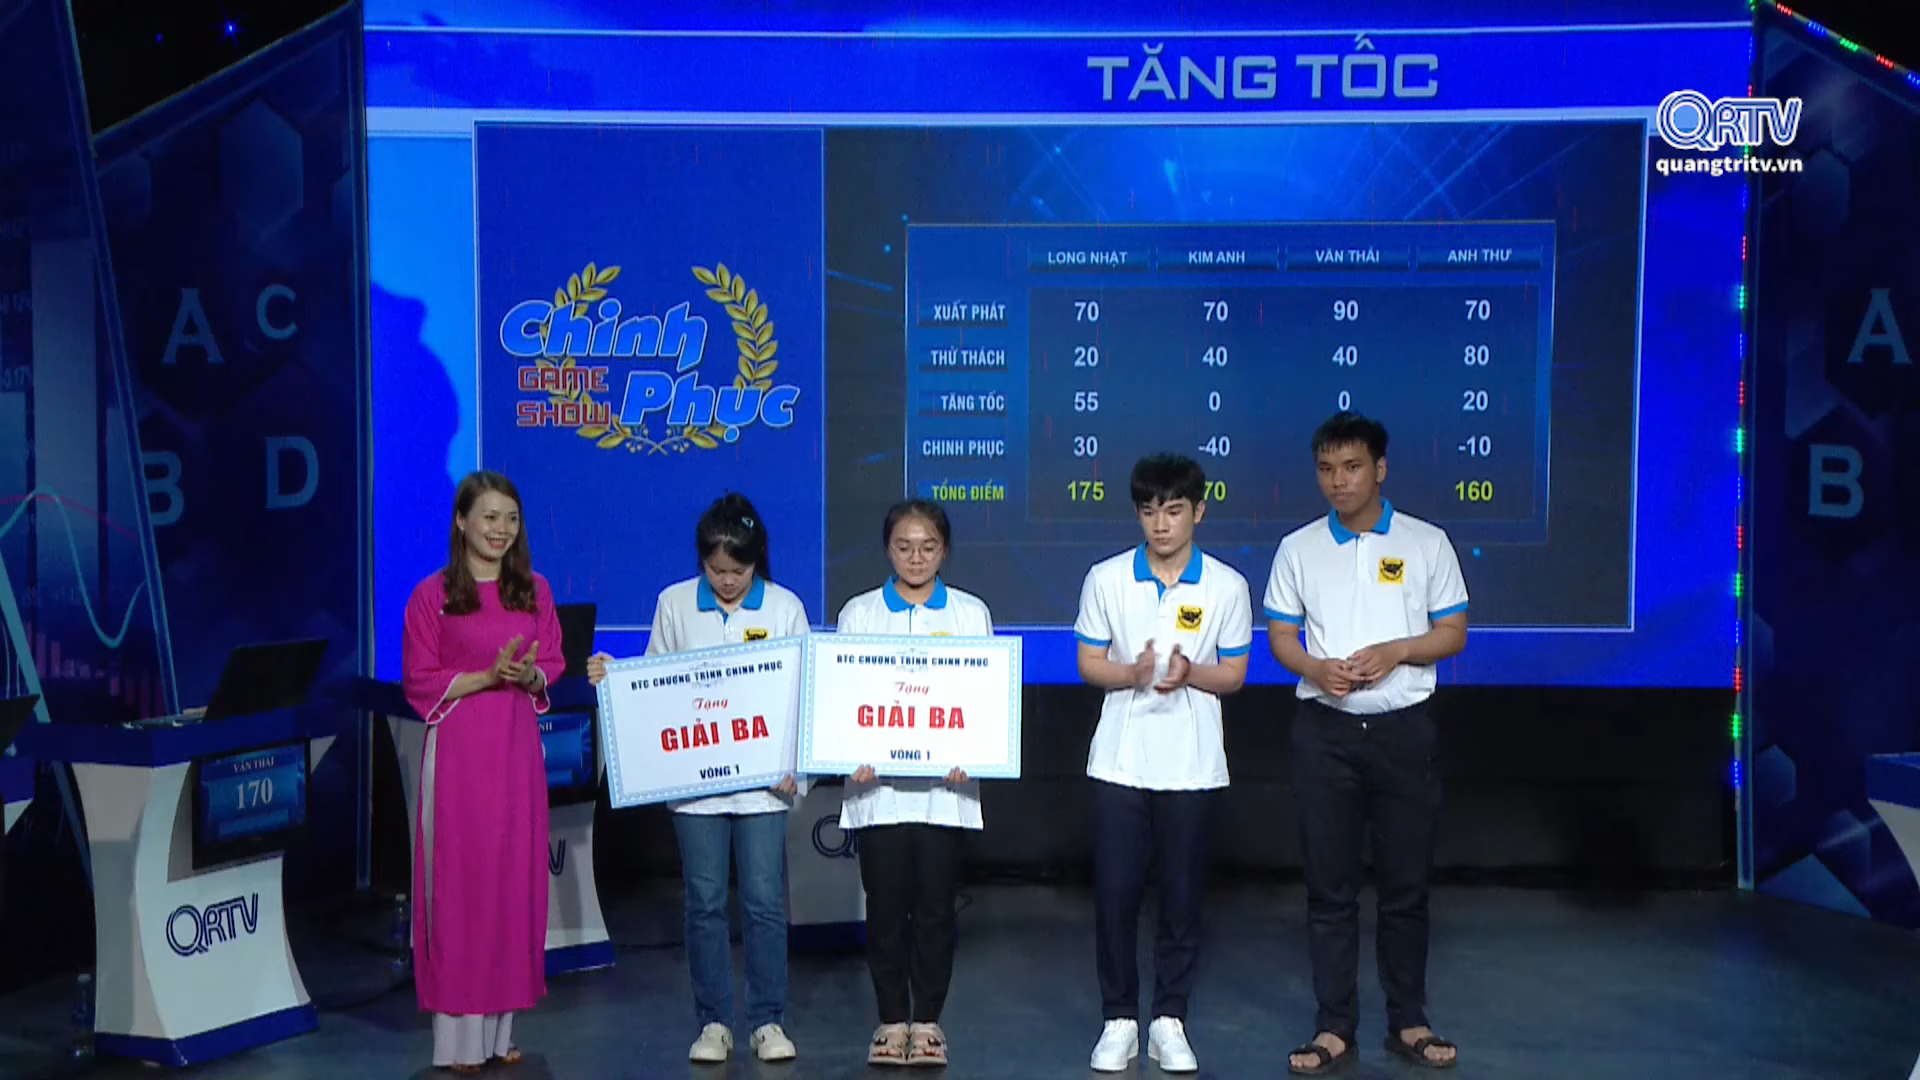 TĂNG TỐC
QRTV
quangtritv.vn
Chinh
GAME
SHOW
Phục
LONG NHẬT KIM ANH VĂN THÁI ANH THƯ
XUẤT PHÁT 70 70 90 70
THỬ THÁCH 20 40 40 80
TĂNG TỐC 55 0 0 20
CHINH PHỤC 30 -40 -10
TỔNG ĐIỂM 175 70 160
A
C
B
D
A
B
BTC CHƯƠNG TRÌNH CHINH PHỤC
Tặng
GIẢI BA
VÒNG 1
BTC CHƯƠNG TRÌNH CHINH PHỤC
Tặng
GIẢI BA
VÒNG 1
VĂN THÁI
170
QRTV